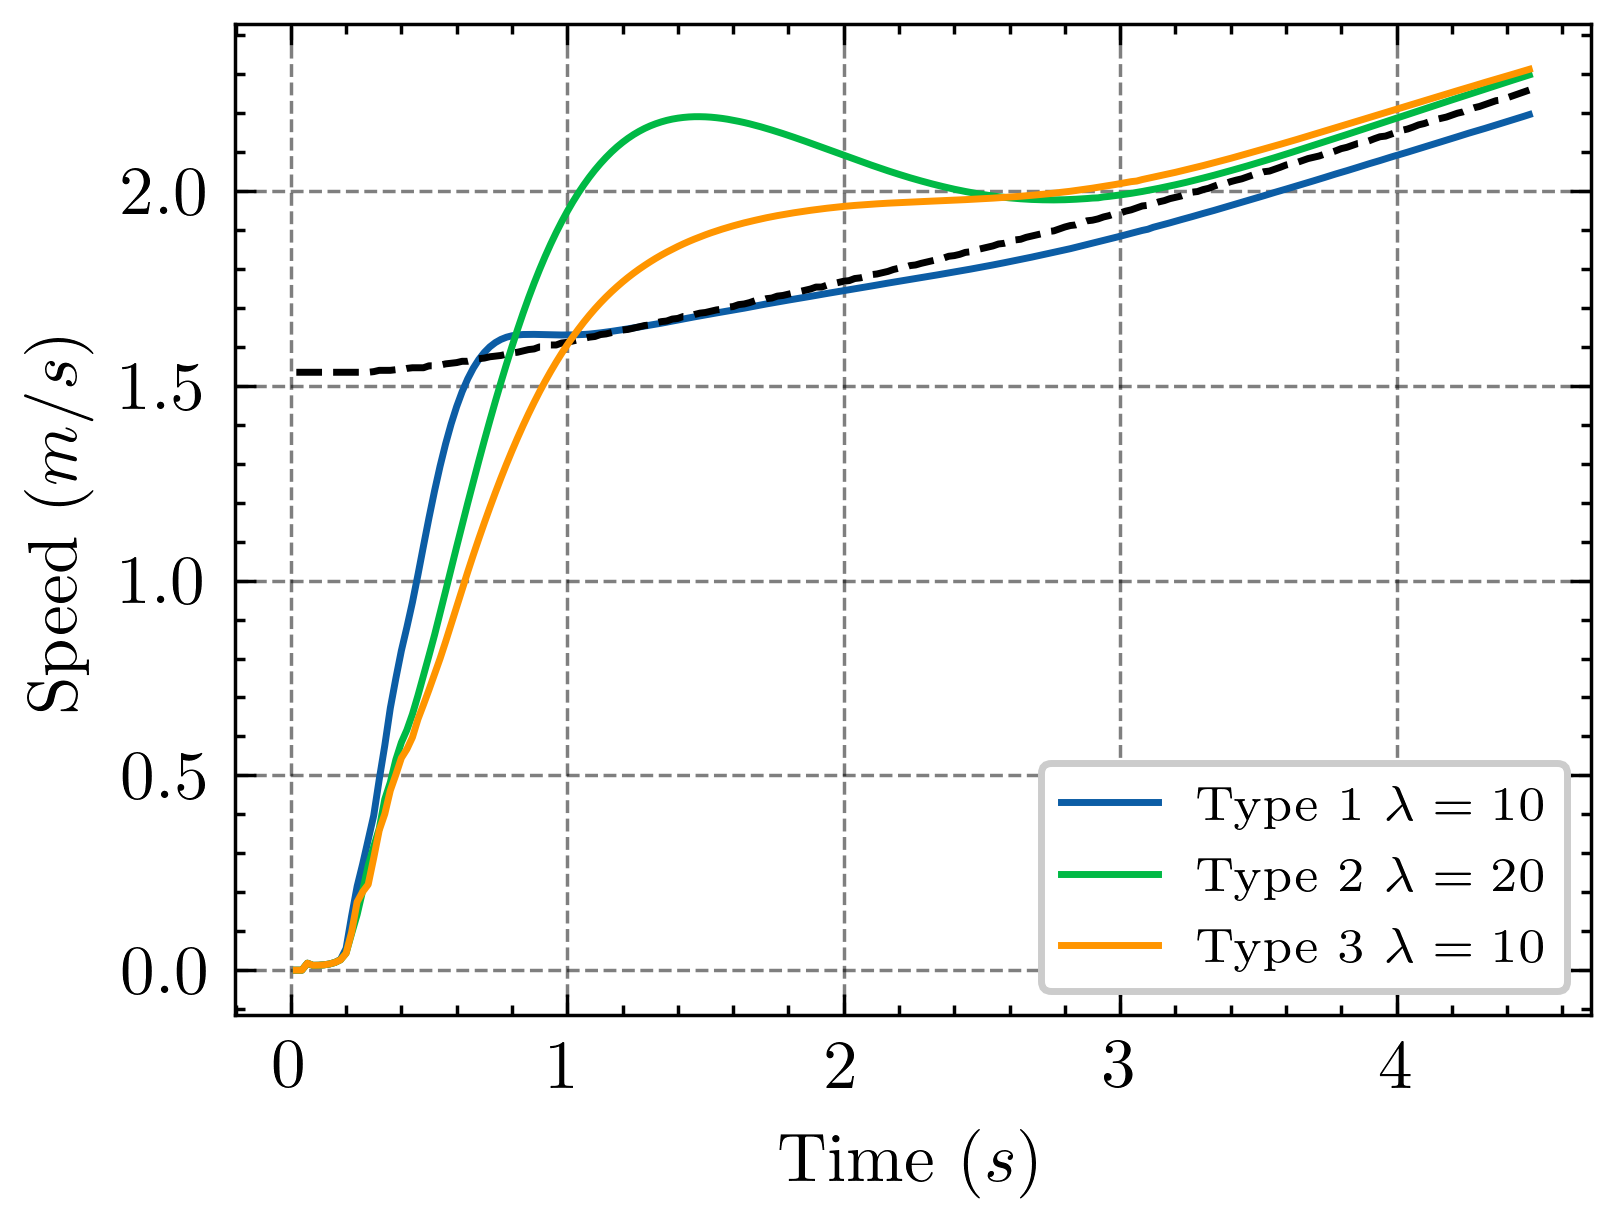 Speed (m/s)
2.0
1.5
1.0
0.5
0.0
0 1 2 3 4
Time (s)
Type 1 λ = 10
Type 2 λ = 20
Type 3 λ = 10